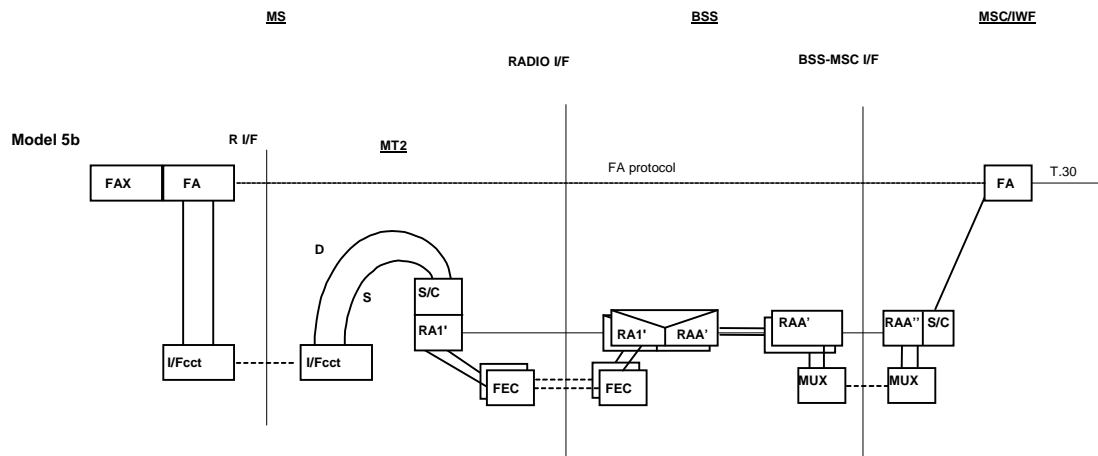 MS BSS MSC/IWF
RADIO I/F BSS-MSC I/F
Model 5b R I/F MT2
FAX FA FA protocol FA T.30
D
S
S/C
RA1' RA1' RAA' RAA' RAA'' S/C
I/Fcct I/Fcct
FEC FEC MUX MUX